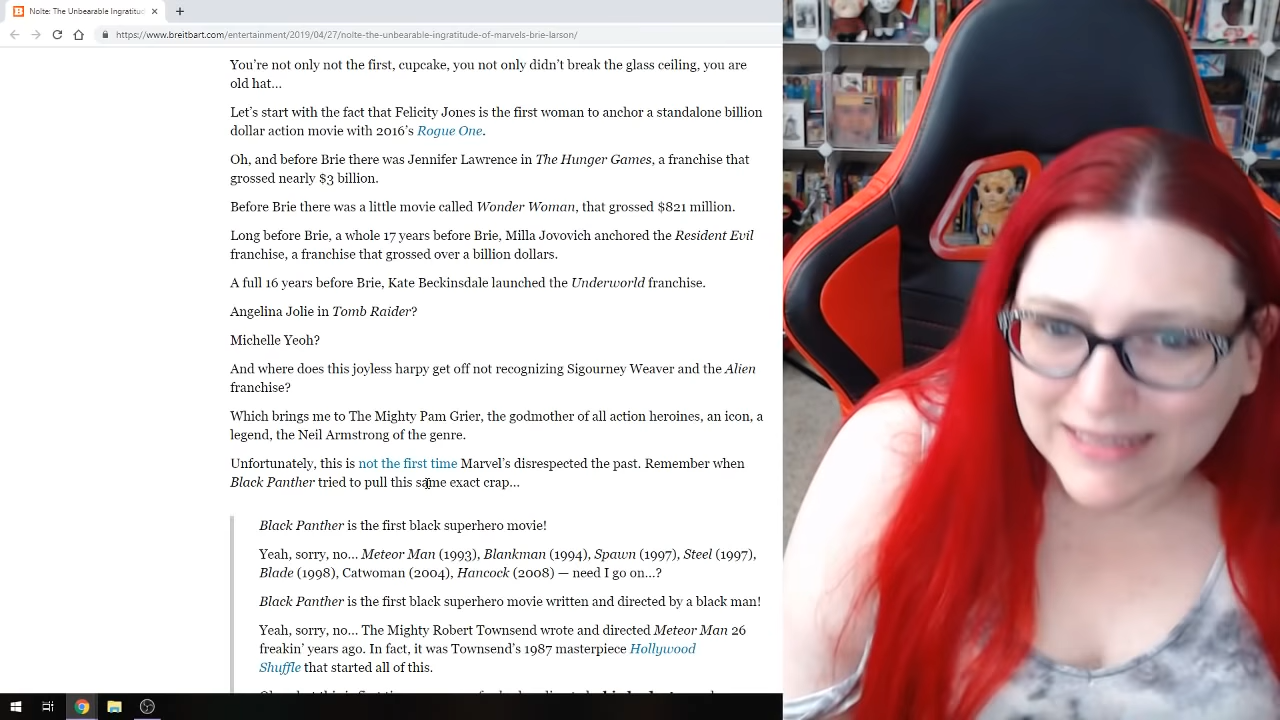 Nolte: The Unbearable Ingratitud
https://www.breitbart.com/entertainment/2019/04/27/nolte-the-unbearable-ingratitude-of-marvels-brie-larson/
You're not only not the first, cupcake, you not only didn't break the glass ceiling, you are
old hat…
Let's start with the fact that Felicity Jones is the first woman to anchor a standalone billion
dollar action movie with 2016's Rogue One.
Oh, and before Brie there was Jennifer Lawrence in The Hunger Games, a franchise that
grossed nearly $3 billion.
Before Brie there was a little movie called Wonder Woman, that grossed $821 million.
Long before Brie, a whole 17 years before Brie, Milla Jovovich anchored the Resident Evil
franchise, a franchise that grossed over a billion dollars.
A full 16 years before Brie, Kate Beckinsdale launched the Underworld franchise.
Angelina Jolie in Tomb Raider?
Michelle Yeoh?
And where does this joyless harpy get off not recognizing Sigourney Weaver and the Alien
franchise?
Which brings me to The Mighty Pam Grier, the godmother of all action heroines, an icon, a
legend, the Neil Armstrong of the genre.
Unfortunately, this is not the first time Marvel's disrespected the past. Remember when
Black Panther tried to pull this same exact crap…
Black Panther is the first black superhero movie!
Yeah, sorry, no… Meteor Man (1993), Blankman (1994), Spawn (1997), Steel (1997),
Blade (1998), Catwoman (2004), Hancock (2008) — need I go on…?
Black Panther is the first black superhero movie written and directed by a black man!
Yeah, sorry, no… The Mighty Robert Townsend wrote and directed Meteor Man 26
freakin' years ago. In fact, it was Townsend's 1987 masterpiece Hollywood
Shuffle that started all of this.